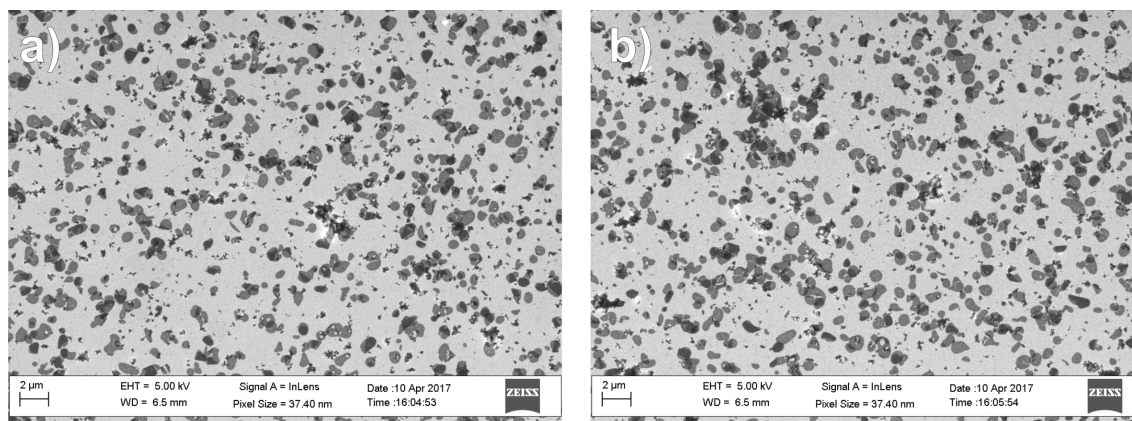 a)
2 µm
EHT = 5.00 kV
WD = 6.5 mm
Signal A = InLens
Pixel Size = 37.40 nm
Date :10 Apr 2017
Time :16:04:53
ZEISS
b)
2 µm
EHT = 5.00 kV
WD = 6.5 mm
Signal A = InLens
Pixel Size = 37.40 nm
Date :10 Apr 2017
Time :16:05:54
ZEISS